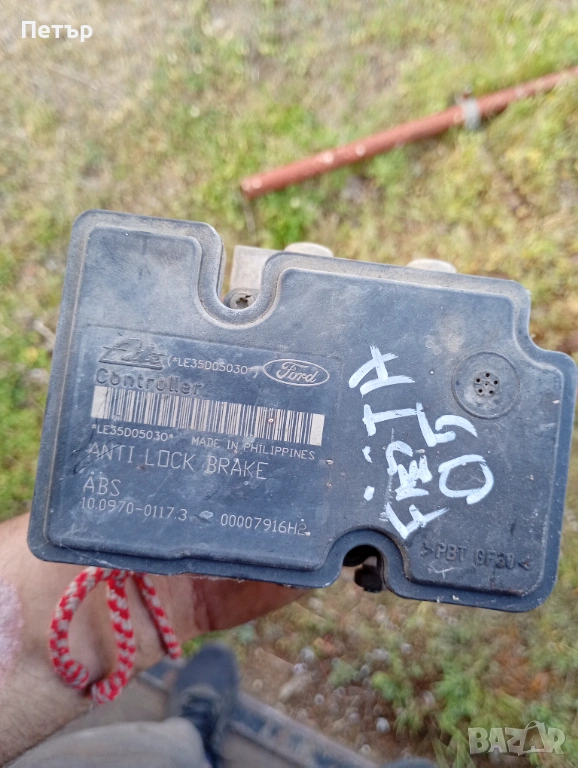 Петър
Ate (*LE35D05030*) Ford
Controller
*LE35D05030* MADE IN PHILIPPINES
ANTI LOCK BRAKE
ABS
10.0970-0117.3 00007916H2
05
>PBT GF30<
bazar